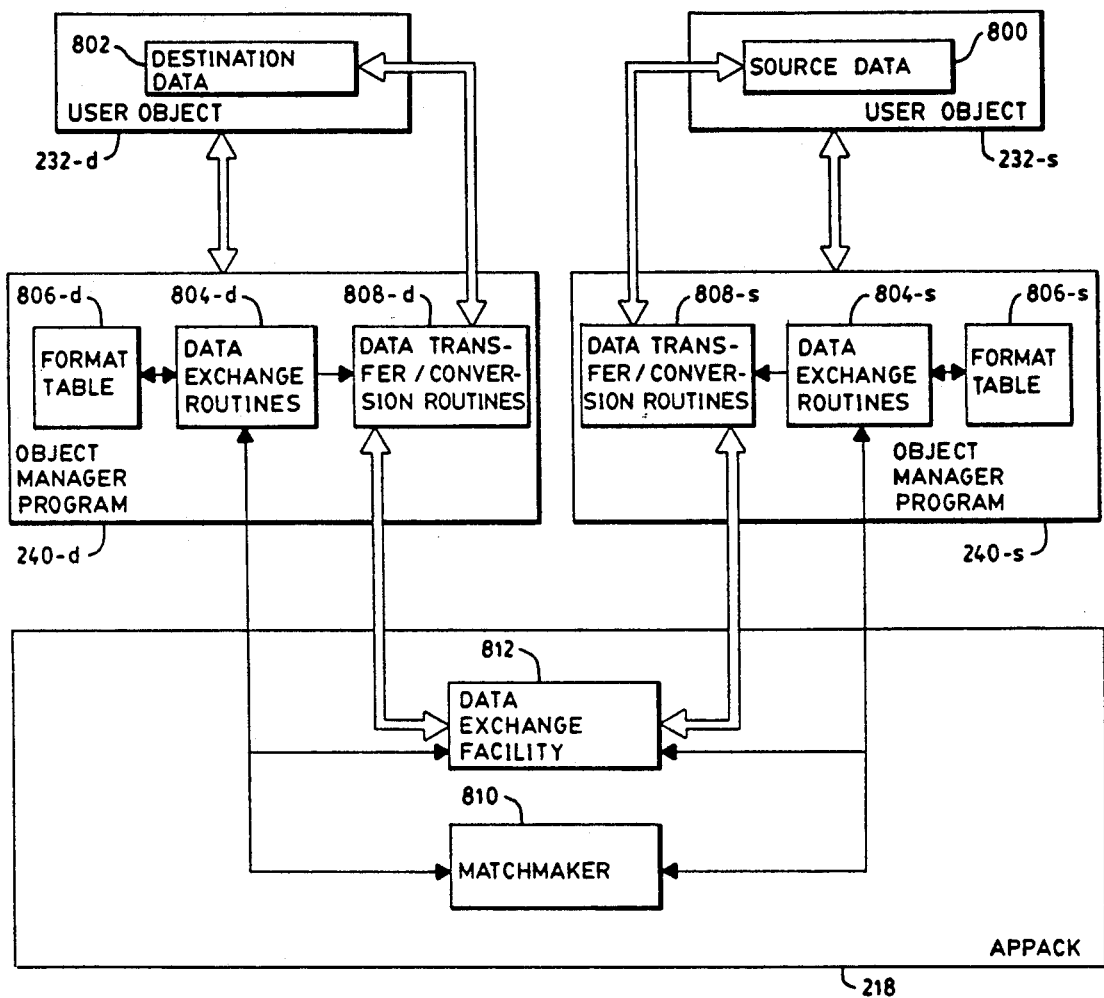 802
DESTINATION
DATA
USER OBJECT
232-d
800
SOURCE DATA
USER OBJECT
232-s
806-d
804-d
808-d
FORMAT
TABLE
DATA
EXCHANGE
ROUTINES
DATA TRANS-
FER / CONVER-
SION ROUTINES
OBJECT
MANAGER
PROGRAM
240-d
808-s
804-s
806-s
DATA TRANS-
FER / CONVER-
SION ROUTINES
DATA
EXCHANGE
ROUTINES
FORMAT
TABLE
OBJECT
MANAGER
PROGRAM
240-s
812
DATA
EXCHANGE
FACILITY
810
MATCHMAKER
APPACK
218